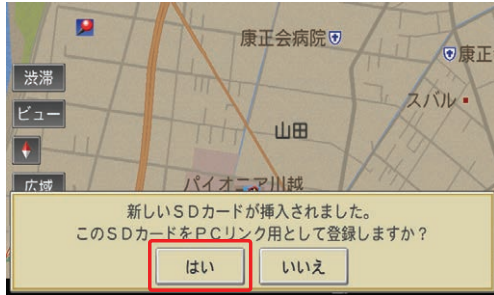 康正会病院
康正
渋滞
スバル
ビュー
山田
広域
パイオニア川越
新しいSDカードが挿入されました。
このSDカードをPCリンク用として登録しますか？
はい
いいえ